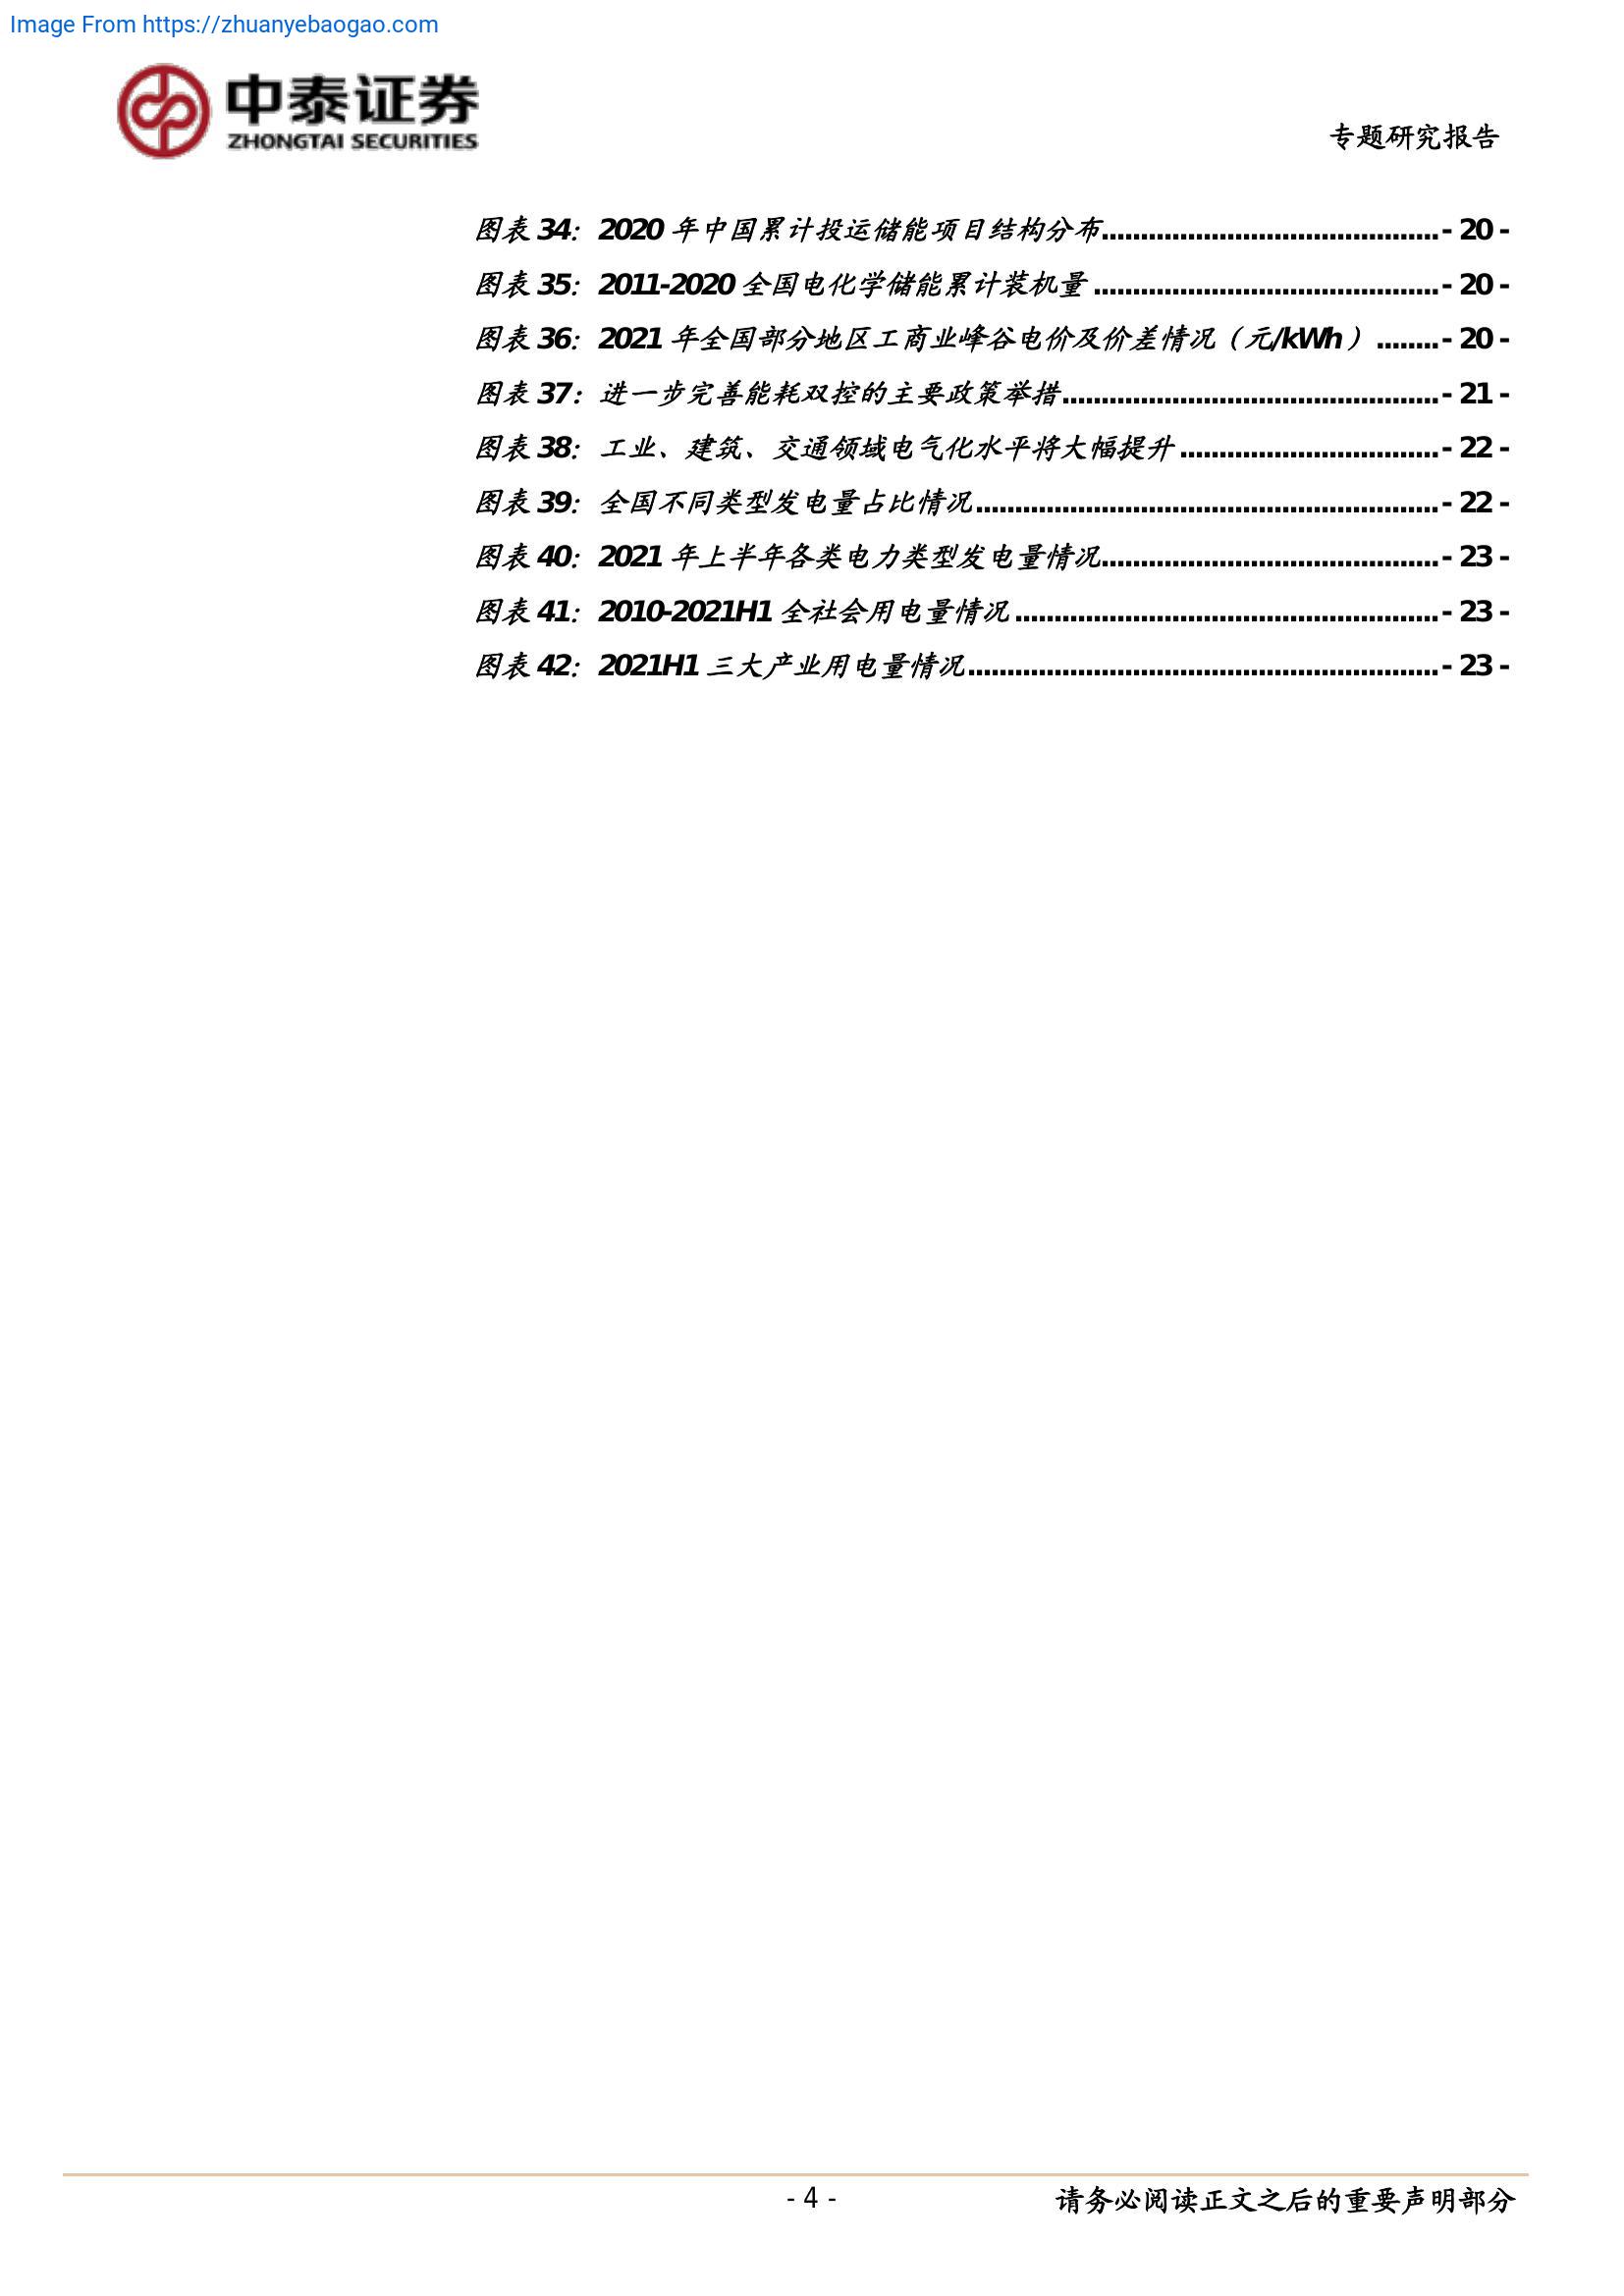 Image From https://zhuanyebaogao.com
中泰证券
ZHONGTAI SECURITIES
专题研究报告
图表 34：2020 年中国累计投运储能项目结构分布........................................... - 20 -
图表 35：2011-2020 全国电化学储能累计装机量 ............................................ - 20 -
图表 36：2021 年全国部分地区工商业峰谷电价及价差情况（元/kWh） ........ - 20 -
图表 37：进一步完善能耗双控的主要政策举措................................................ - 21 -
图表 38：工业、建筑、交通领域电气化水平将大幅提升 ................................. - 22 -
图表 39：全国不同类型发电量占比情况........................................................... - 22 -
图表 40：2021 年上半年各类电力类型发电量情况........................................... - 23 -
图表 41：2010-2021H1 全社会用电量情况 ...................................................... - 23 -
图表 42：2021H1 三大产业用电量情况............................................................ - 23 -
- 4 -
请务必阅读正文之后的重要声明部分